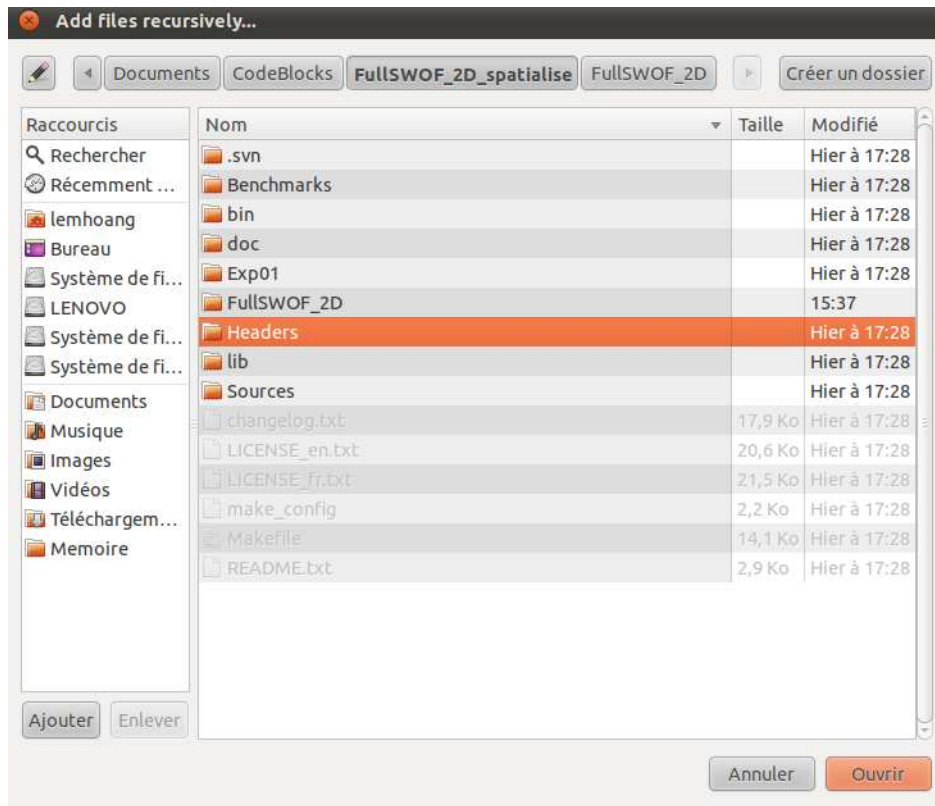 Add files recursively...
Documents CodeBlocks FullSWOF_2D_spatialise FullSWOF_2D Créer un dossier
Raccourcis Nom Taille Modifié
Rechercher .svn Hier à 17:28
Récemment ... Benchmarks Hier à 17:28
bin Hier à 17:28
lemhoang doc Hier à 17:28
Bureau Exp01 Hier à 17:28
Système de fi... FullSWOF_2D 15:37
LENOVO Headers Hier à 17:28
Système de fi... lib Hier à 17:28
Système de fi... Sources Hier à 17:28
Documents changelog.txt 17,9 Ko Hier à 17:28
Musique LICENSE_en.txt 20,6 Ko Hier à 17:28
Images LICENSE_fr.txt 21,5 Ko Hier à 17:28
Vidéos make_config 2,2 Ko Hier à 17:28
Téléchargem... Makefile 14,1 Ko Hier à 17:28
Memoire README.txt 2,9 Ko Hier à 17:28
Ajouter Enlever
Annuler Ouvrir